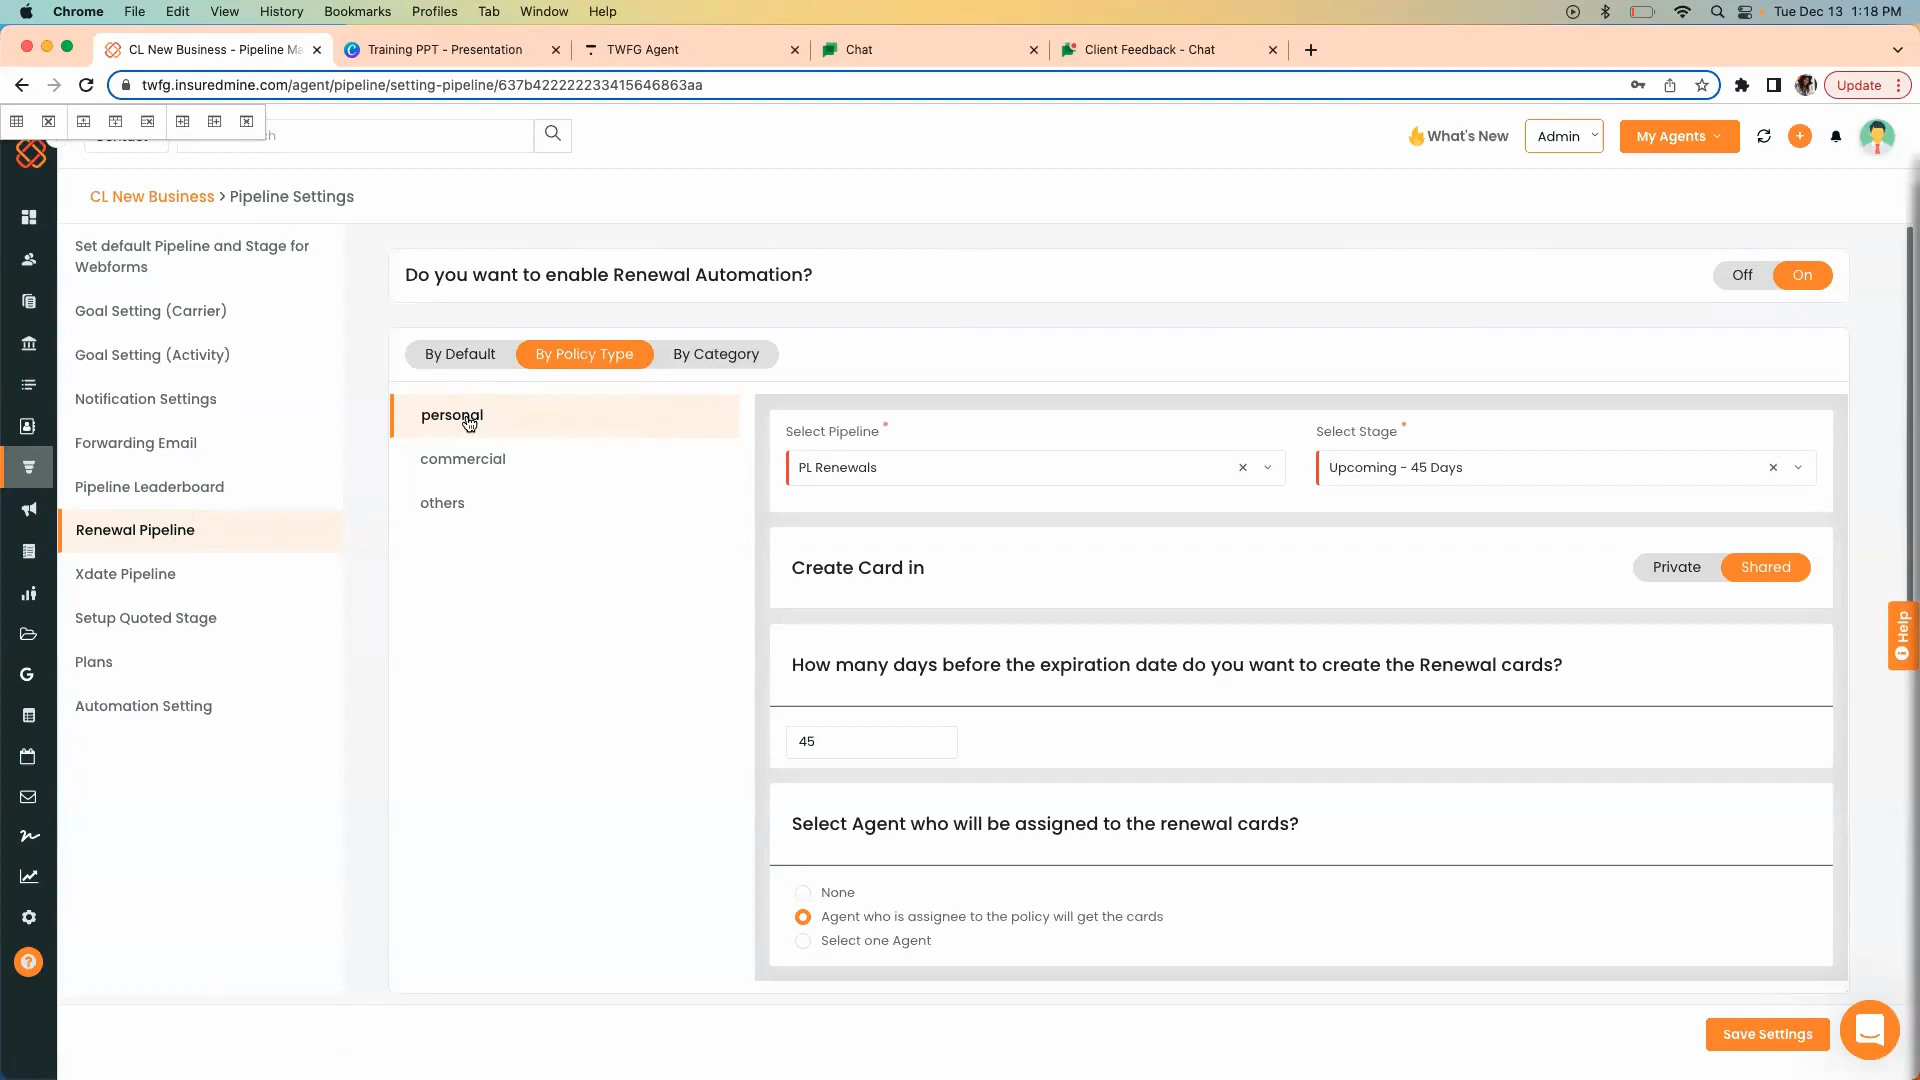 Chrome File Edit View History Bookmarks Profiles Tab Window Help Tue Dec 13 1:18 PM
CL New Business - Pipeline Ma Training PPT - Presentation TWFG Agent Chat Client Feedback - Chat
twfg.insuredmine.com/agent/pipeline/setting-pipeline/637b422222233415646863aa Update
What's New Admin My Agents
CL New Business > Pipeline Settings
Set default Pipeline and Stage for
Webforms
Goal Setting (Carrier)
Goal Setting (Activity)
Notification Settings
Forwarding Email
Pipeline Leaderboard
Renewal Pipeline
Xdate Pipeline
Setup Quoted Stage
Plans
Automation Setting
Do you want to enable Renewal Automation? Off On
By Default By Policy Type By Category
personal
commercial
others
Select Pipeline * Select Stage *
PL Renewals Upcoming - 45 Days
Create Card in Private Shared
How many days before the expiration date do you want to create the Renewal cards?
45
Select Agent who will be assigned to the renewal cards?
None
Agent who is assignee to the policy will get the cards
Select one Agent
Help
Save Settings